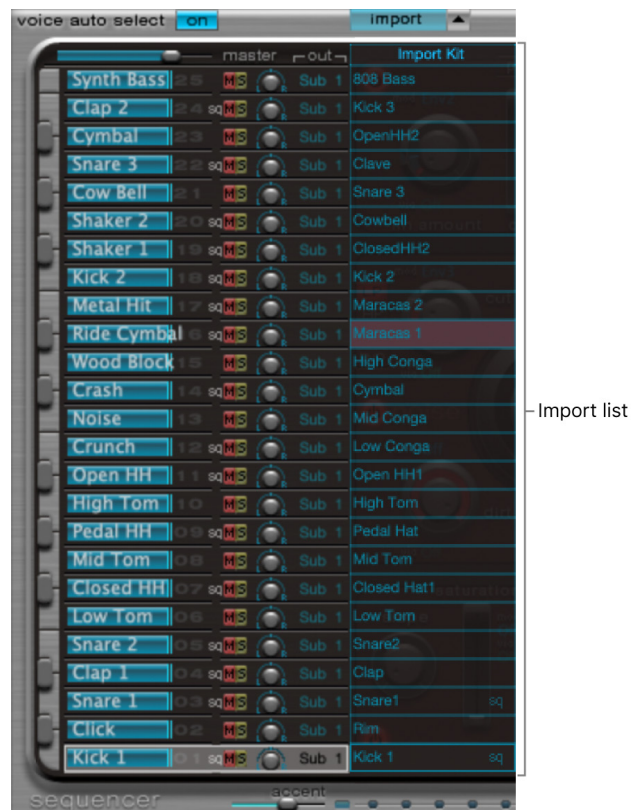 voice auto select on import
master out Import Kit
Synth Bass 25 M S Sub 1 808 Bass
Clap 2 24 sq M S Sub 1 Kick 3
Cymbal 23 M S Sub 1 OpenHH2
Snare 3 22 sq M S Sub 1 Clave
Cow Bell 21 M S Sub 1 Snare 3
Shaker 2 20 sq M S Sub 1 Cowbell
Shaker 1 19 sq M S Sub 1 ClosedHH2
Kick 2 18 sq M S Sub 1 Kick 2
Metal Hit 17 sq M S Sub 1 Maracas 2
Ride Cymbal 6 sq M S Sub 1 Maracas 1
Wood Block 15 M S Sub 1 High Conga
Crash 14 sq M S Sub 1 Cymbal
Noise 13 M S Sub 1 Mid Conga
Import list
Crunch 12 sq M S Sub 1 Low Conga
Open HH 11 sq M S Sub 1 Open HH1
High Tom 10 M S Sub 1 High Tom
Pedal HH 09 sq M S Sub 1 Pedal Hat
Mid Tom 08 M S Sub 1 Mid Tom
Closed HH 07 sq M S Sub 1 Closed Hat1
Low Tom 06 M S Sub 1 Low Tom
Snare 2 05 sq M S Sub 1 Snare2
Clap 1 04 sq M S Sub 1 Clap
Snare 1 03 sq M S Sub 1 Snare1 sq
Click 02 M S Sub 1 Rim
Kick 1 01 sq M S Sub 1 Kick 1 sq
sequencer accent